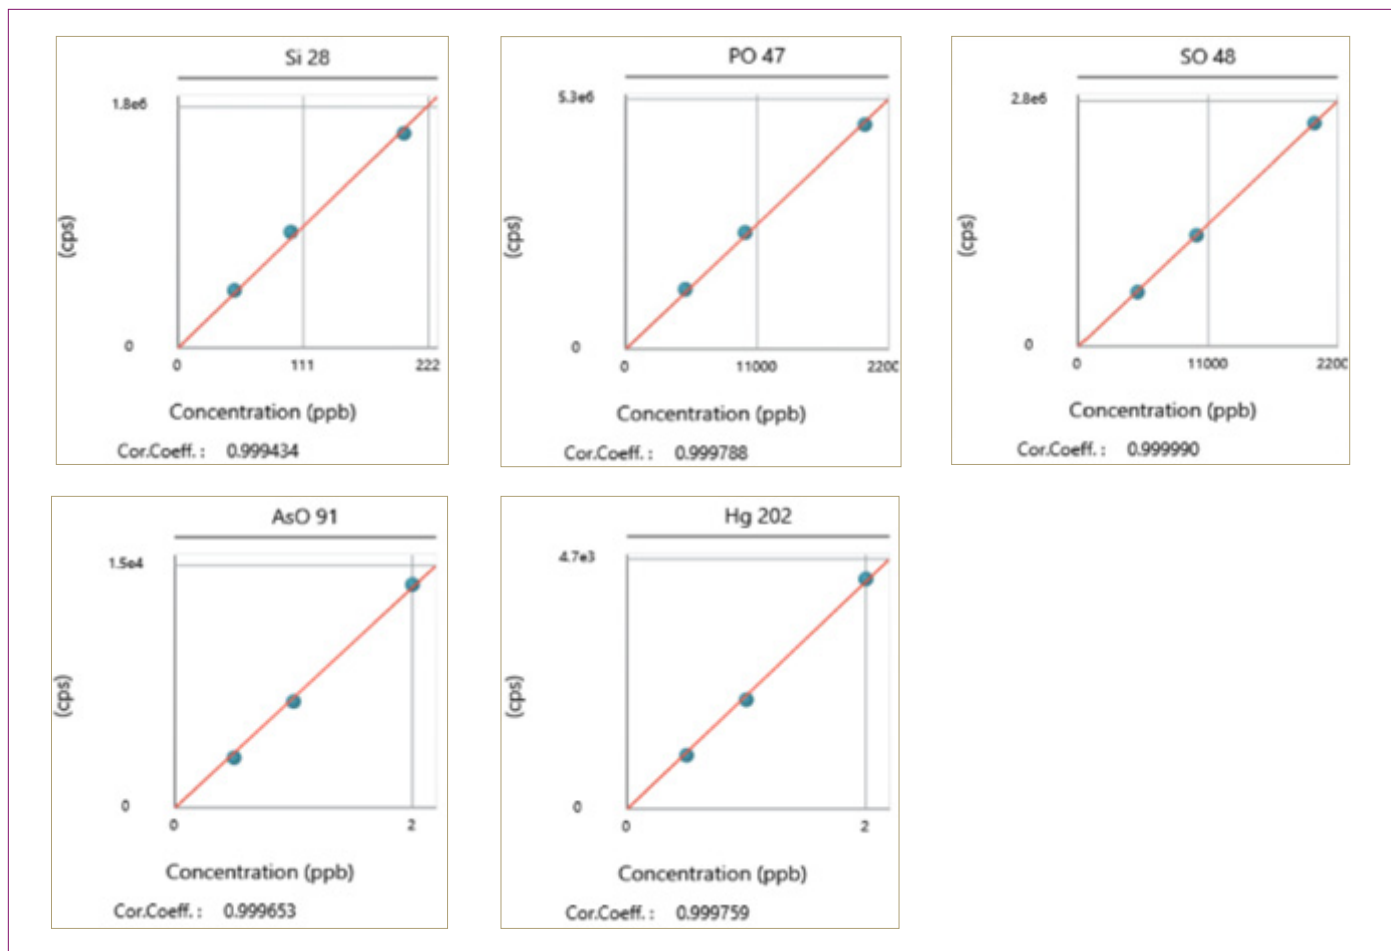 Si 28
1.8e6
(cps)
0
0 111 222
Concentration (ppb)
Cor.Coeff. : 0.999434
PO 47
5.3e6
(cps)
0
0 11000 2200
Concentration (ppb)
Cor.Coeff. : 0.999788
SO 48
2.8e6
(cps)
0
0 11000 2200
Concentration (ppb)
Cor.Coeff. : 0.999990
AsO 91
1.5e4
(cps)
0
0 2
Concentration (ppb)
Cor.Coeff. : 0.999653
Hg 202
4.7e3
(cps)
0
0 2
Concentration (ppb)
Cor.Coeff. : 0.999759